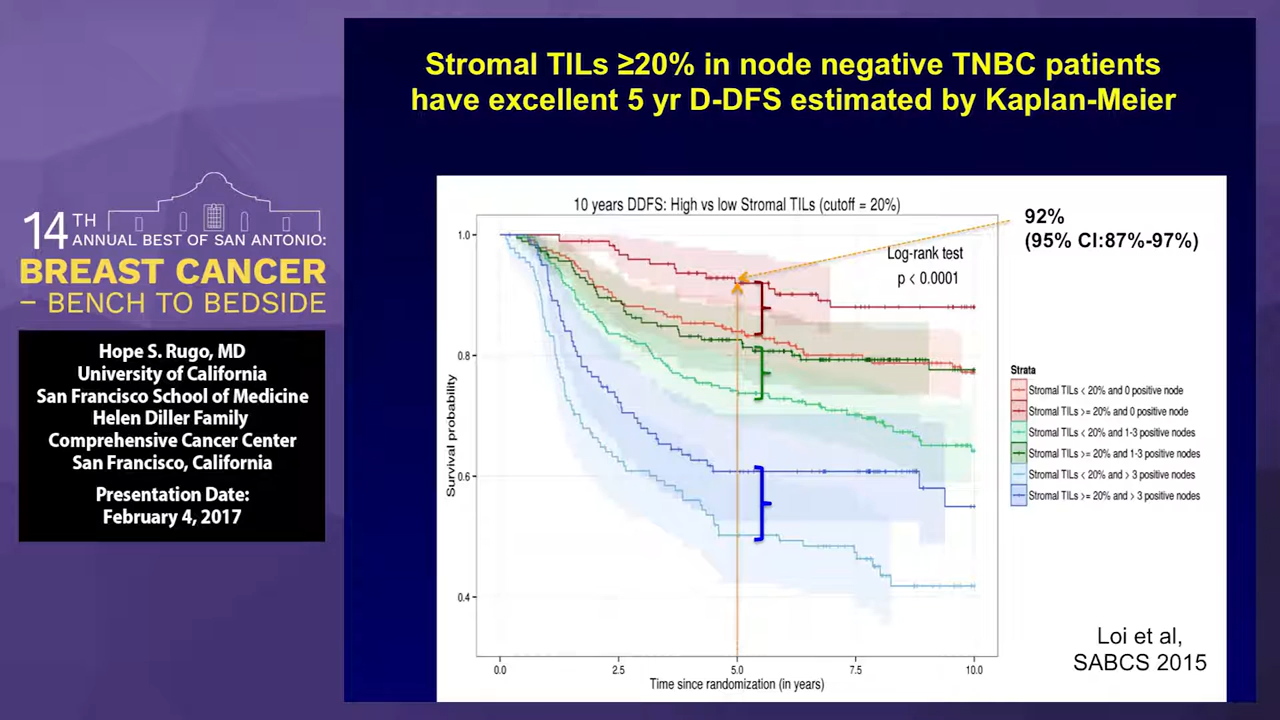 Stromal TILs ≥20% in node negative TNBC patients
have excellent 5 yr D-DFS estimated by Kaplan-Meier
14TH ANNUAL BEST OF SAN ANTONIO:
BREAST CANCER
– BENCH TO BEDSIDE
Hope S. Rugo, MD
University of California
San Francisco School of Medicine
Helen Diller Family
Comprehensive Cancer Center
San Francisco, California
Presentation Date:
February 4, 2017
10 years DDFS: High vs low Stromal TILs (cutoff = 20%)
92%
(95% CI:87%-97%)
Log-rank test
p < 0.0001
Survival probability
1.0
0.8
0.6
0.4
0.0 2.5 5.0 7.5 10.0
Time since randomization (in years)
Strata
Stromal TILs < 20% and 0 positive node
Stromal TILs >= 20% and 0 positive node
Stromal TILs < 20% and 1-3 positive nodes
Stromal TILs >= 20% and 1-3 positive nodes
Stromal TILs < 20% and > 3 positive nodes
Stromal TILs >= 20% and > 3 positive nodes
Loi et al,
SABCS 2015